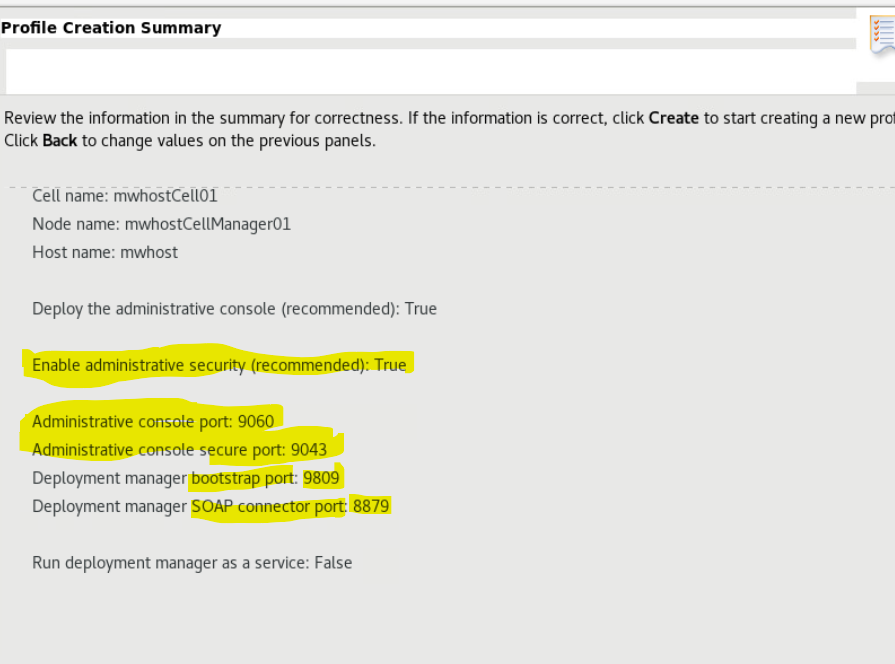 Profile Creation Summary
Review the information in the summary for correctness. If the information is correct, click Create to start creating a new
Click Back to change values on the previous panels.
Cell name: mwhostCell01
Node name: mwhostCellManager01
Host name: mwhost
Deploy the administrative console (recommended): True
Enable administrative security (recommended): True
Administrative console port: 9060
Administrative console secure port: 9043
Deployment manager bootstrap port: 9809
Deployment manager SOAP connector port: 8879
Run deployment manager as a service: False